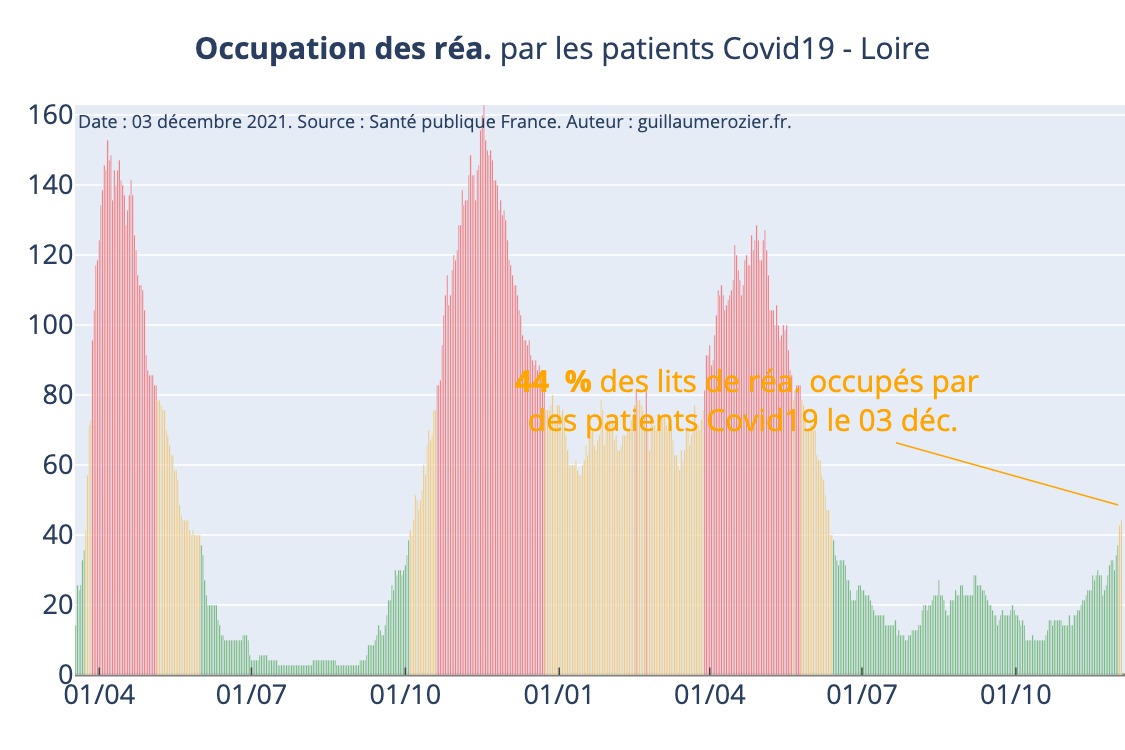 Occupation des réa. par les patients Covid19 - Loire
160
Date : 03 décembre 2021. Source : Santé publique France. Auteur : guillaumerozier.fr.
140
120
100
80
44 % des lits de réa. occupés par
des patients Covid19 le 03 déc.
60
40
20
0
01/04 01/07 01/10 01/01 01/04 01/07 01/10